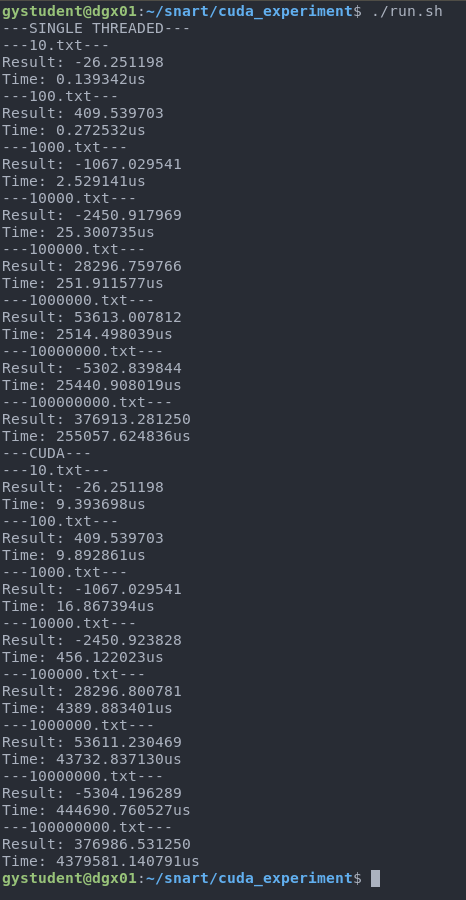 gystudent@dgx01:~/snart/cuda_experiment$ ./run.sh
---SINGLE THREADED---
---10.txt---
Result: -26.251198
Time: 0.139342us
---100.txt---
Result: 409.539703
Time: 0.272532us
---1000.txt---
Result: -1067.029541
Time: 2.529141us
---10000.txt---
Result: -2450.917969
Time: 25.300735us
---100000.txt---
Result: 28296.759766
Time: 251.911577us
---1000000.txt---
Result: 53613.007812
Time: 2514.498039us
---10000000.txt---
Result: -5302.839844
Time: 25440.908019us
---100000000.txt---
Result: 376913.281250
Time: 255057.624836us
---CUDA---
---10.txt---
Result: -26.251198
Time: 9.393698us
---100.txt---
Result: 409.539703
Time: 9.892861us
---1000.txt---
Result: -1067.029541
Time: 16.867394us
---10000.txt---
Result: -2450.923828
Time: 456.122023us
---100000.txt---
Result: 28296.800781
Time: 4389.883401us
---1000000.txt---
Result: 53611.230469
Time: 43732.837130us
---10000000.txt---
Result: -5304.196289
Time: 444690.760527us
---100000000.txt---
Result: 376986.531250
Time: 4379581.140791us
gystudent@dgx01:~/snart/cuda_experiment$